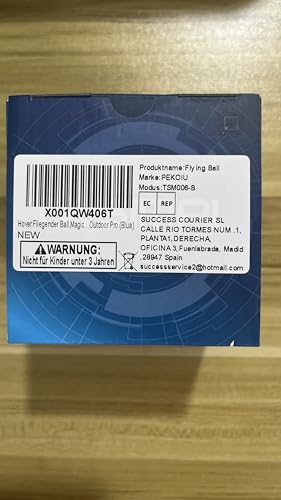 X001QW406T
Hover Fliegender Ball,Magic ...Outdoor Pro (Blau)
NEW
WARNUNG:
Nicht für Kinder unter 3 Jahren
Produktname: Flying Ball
Marke: PEKOIU
Modus: TSM006-B
EC REP
SUCCESS COURIER SL
CALLE RIO TORMES NUM .1,
PLANTA1,DERECHA,
OFICINA 3,Fuenlabrada, Madid
,28947 Spain
successservice2@hotmail.com